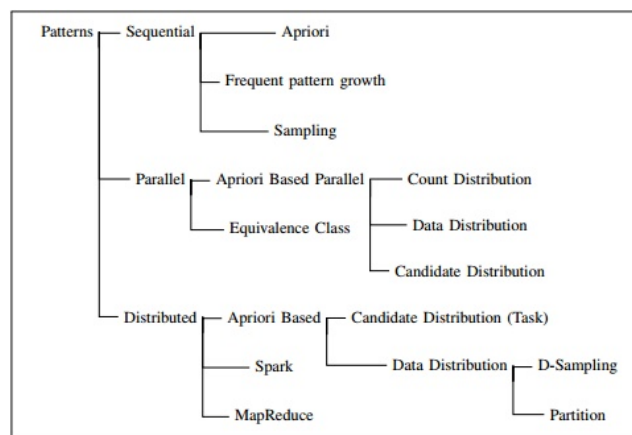 Patterns Sequential Apriori
Frequent pattern growth
Sampling
Parallel Apriori Based Parallel Count Distribution
Equivalence Class Data Distribution
Candidate Distribution
Distributed Apriori Based Candidate Distribution (Task)
Spark Data Distribution D-Sampling
MapReduce Partition